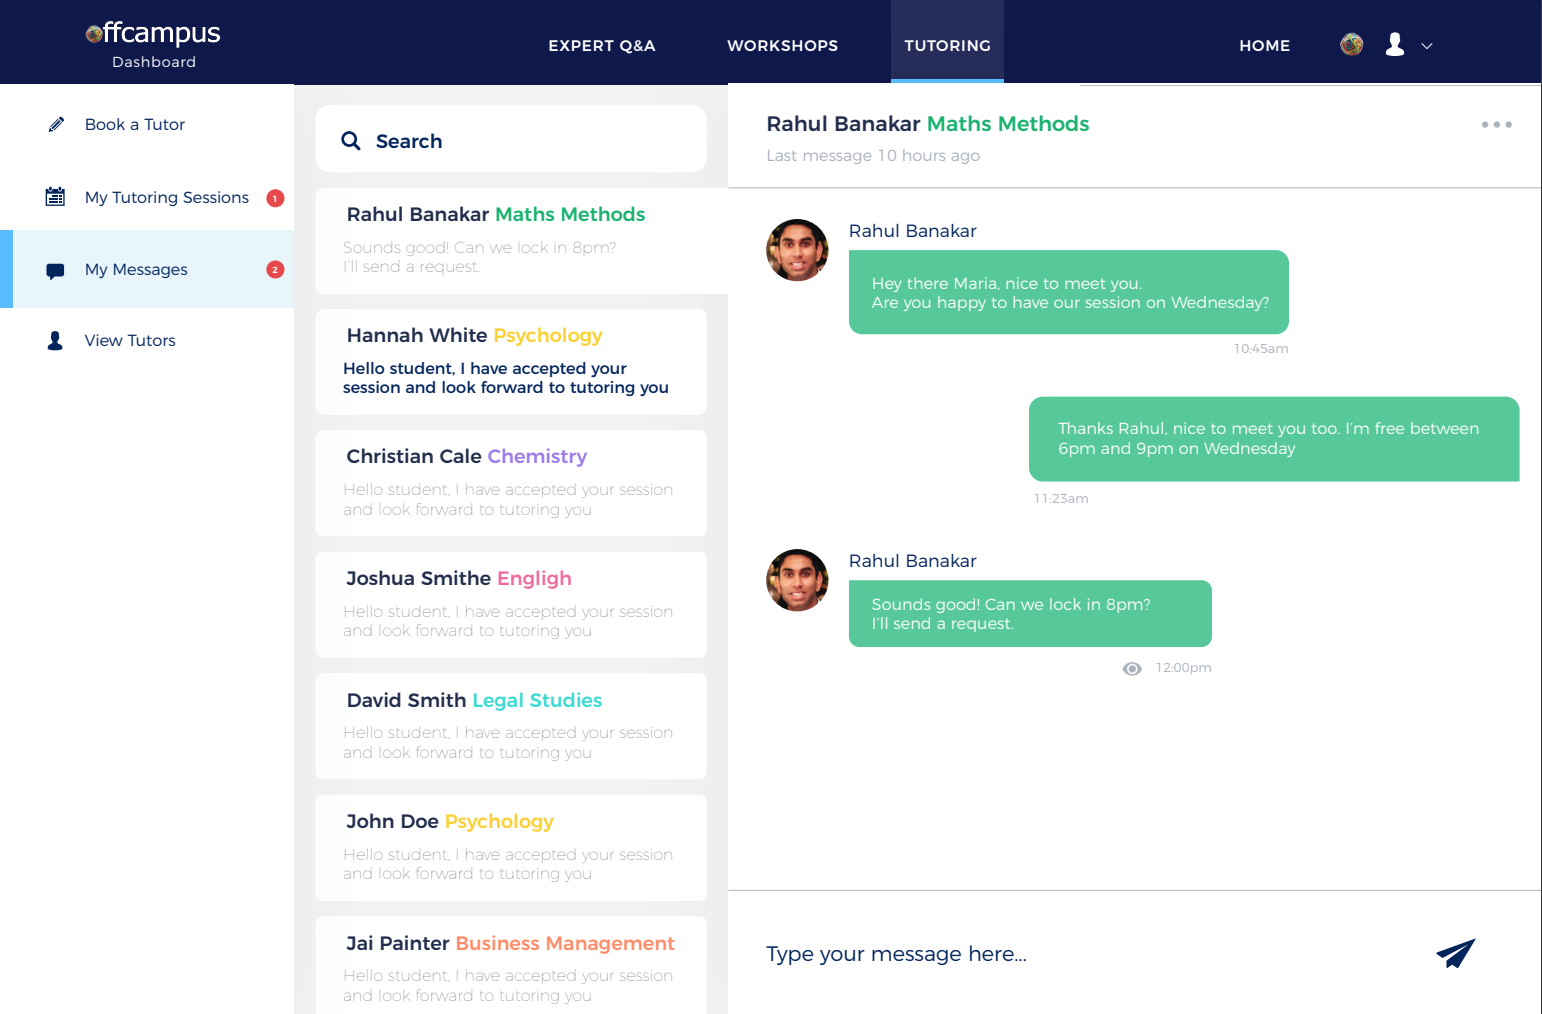 offcampus
Dashboard
EXPERT Q&A
WORKSHOPS
TUTORING
HOME
Book a Tutor
My Tutoring Sessions
1
My Messages
2
View Tutors
Search
Rahul Banakar Maths Methods
Sounds good! Can we lock in 8pm?
I'll send a request.
Hannah White Psychology
Hello student, I have accepted your
session and look forward to tutoring you
Christian Cale Chemistry
Hello student, I have accepted your session
and look forward to tutoring you
Joshua Smithe Engligh
Hello student, I have accepted your session
and look forward to tutoring you
David Smith Legal Studies
Hello student, I have accepted your session
and look forward to tutoring you
John Doe Psychology
Hello student, I have accepted your session
and look forward to tutoring you
Jai Painter Business Management
Hello student, I have accepted your session
and look forward to tutoring you
Rahul Banakar Maths Methods
Last message 10 hours ago
Rahul Banakar
Hey there Maria, nice to meet you.
Are you happy to have our session on Wednesday?
10:45am
Thanks Rahul, nice to meet you too. I'm free between
6pm and 9pm on Wednesday
11:23am
Rahul Banakar
Sounds good! Can we lock in 8pm?
I'll send a request.
12:00pm
Type your message here...